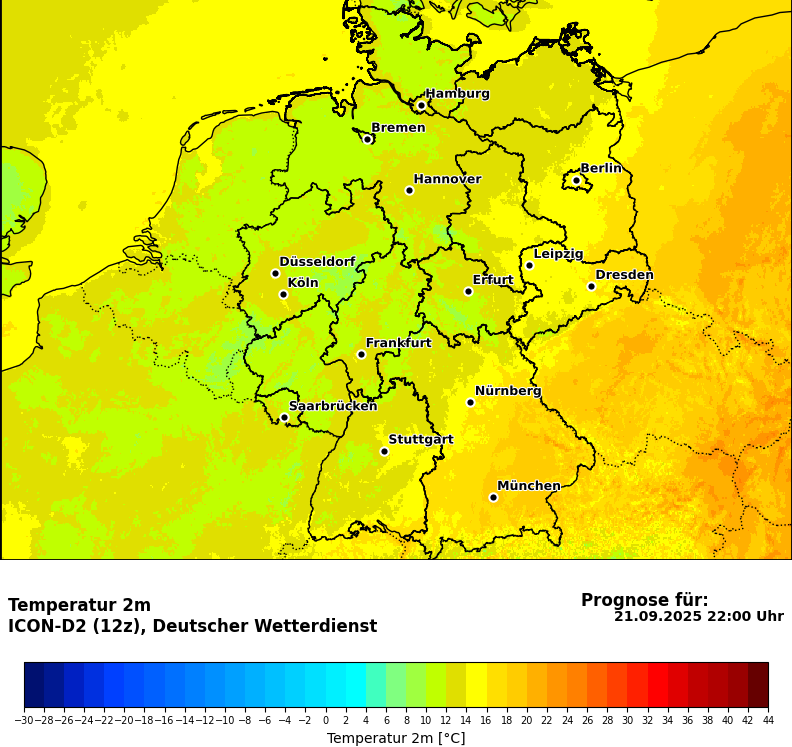 Hamburg
Bremen
Berlin
Hannover
Leipzig
Düsseldorf
Dresden
Köln
Erfurt
Frankfurt
Nürnberg
Saarbrücken
Stuttgart
München
Temperatur 2m
ICON-D2 (12z), Deutscher Wetterdienst
Prognose für:
21.09.2025 22:00 Uhr
−30 −28 −26 −24 −22 −20 −18 −16 −14 −12 −10 −8 −6 −4 −2 0 2 4 6 8 10 12 14 16 18 20 22 24 26 28 30 32 34 36 38 40 42 44
Temperatur 2m [°C]